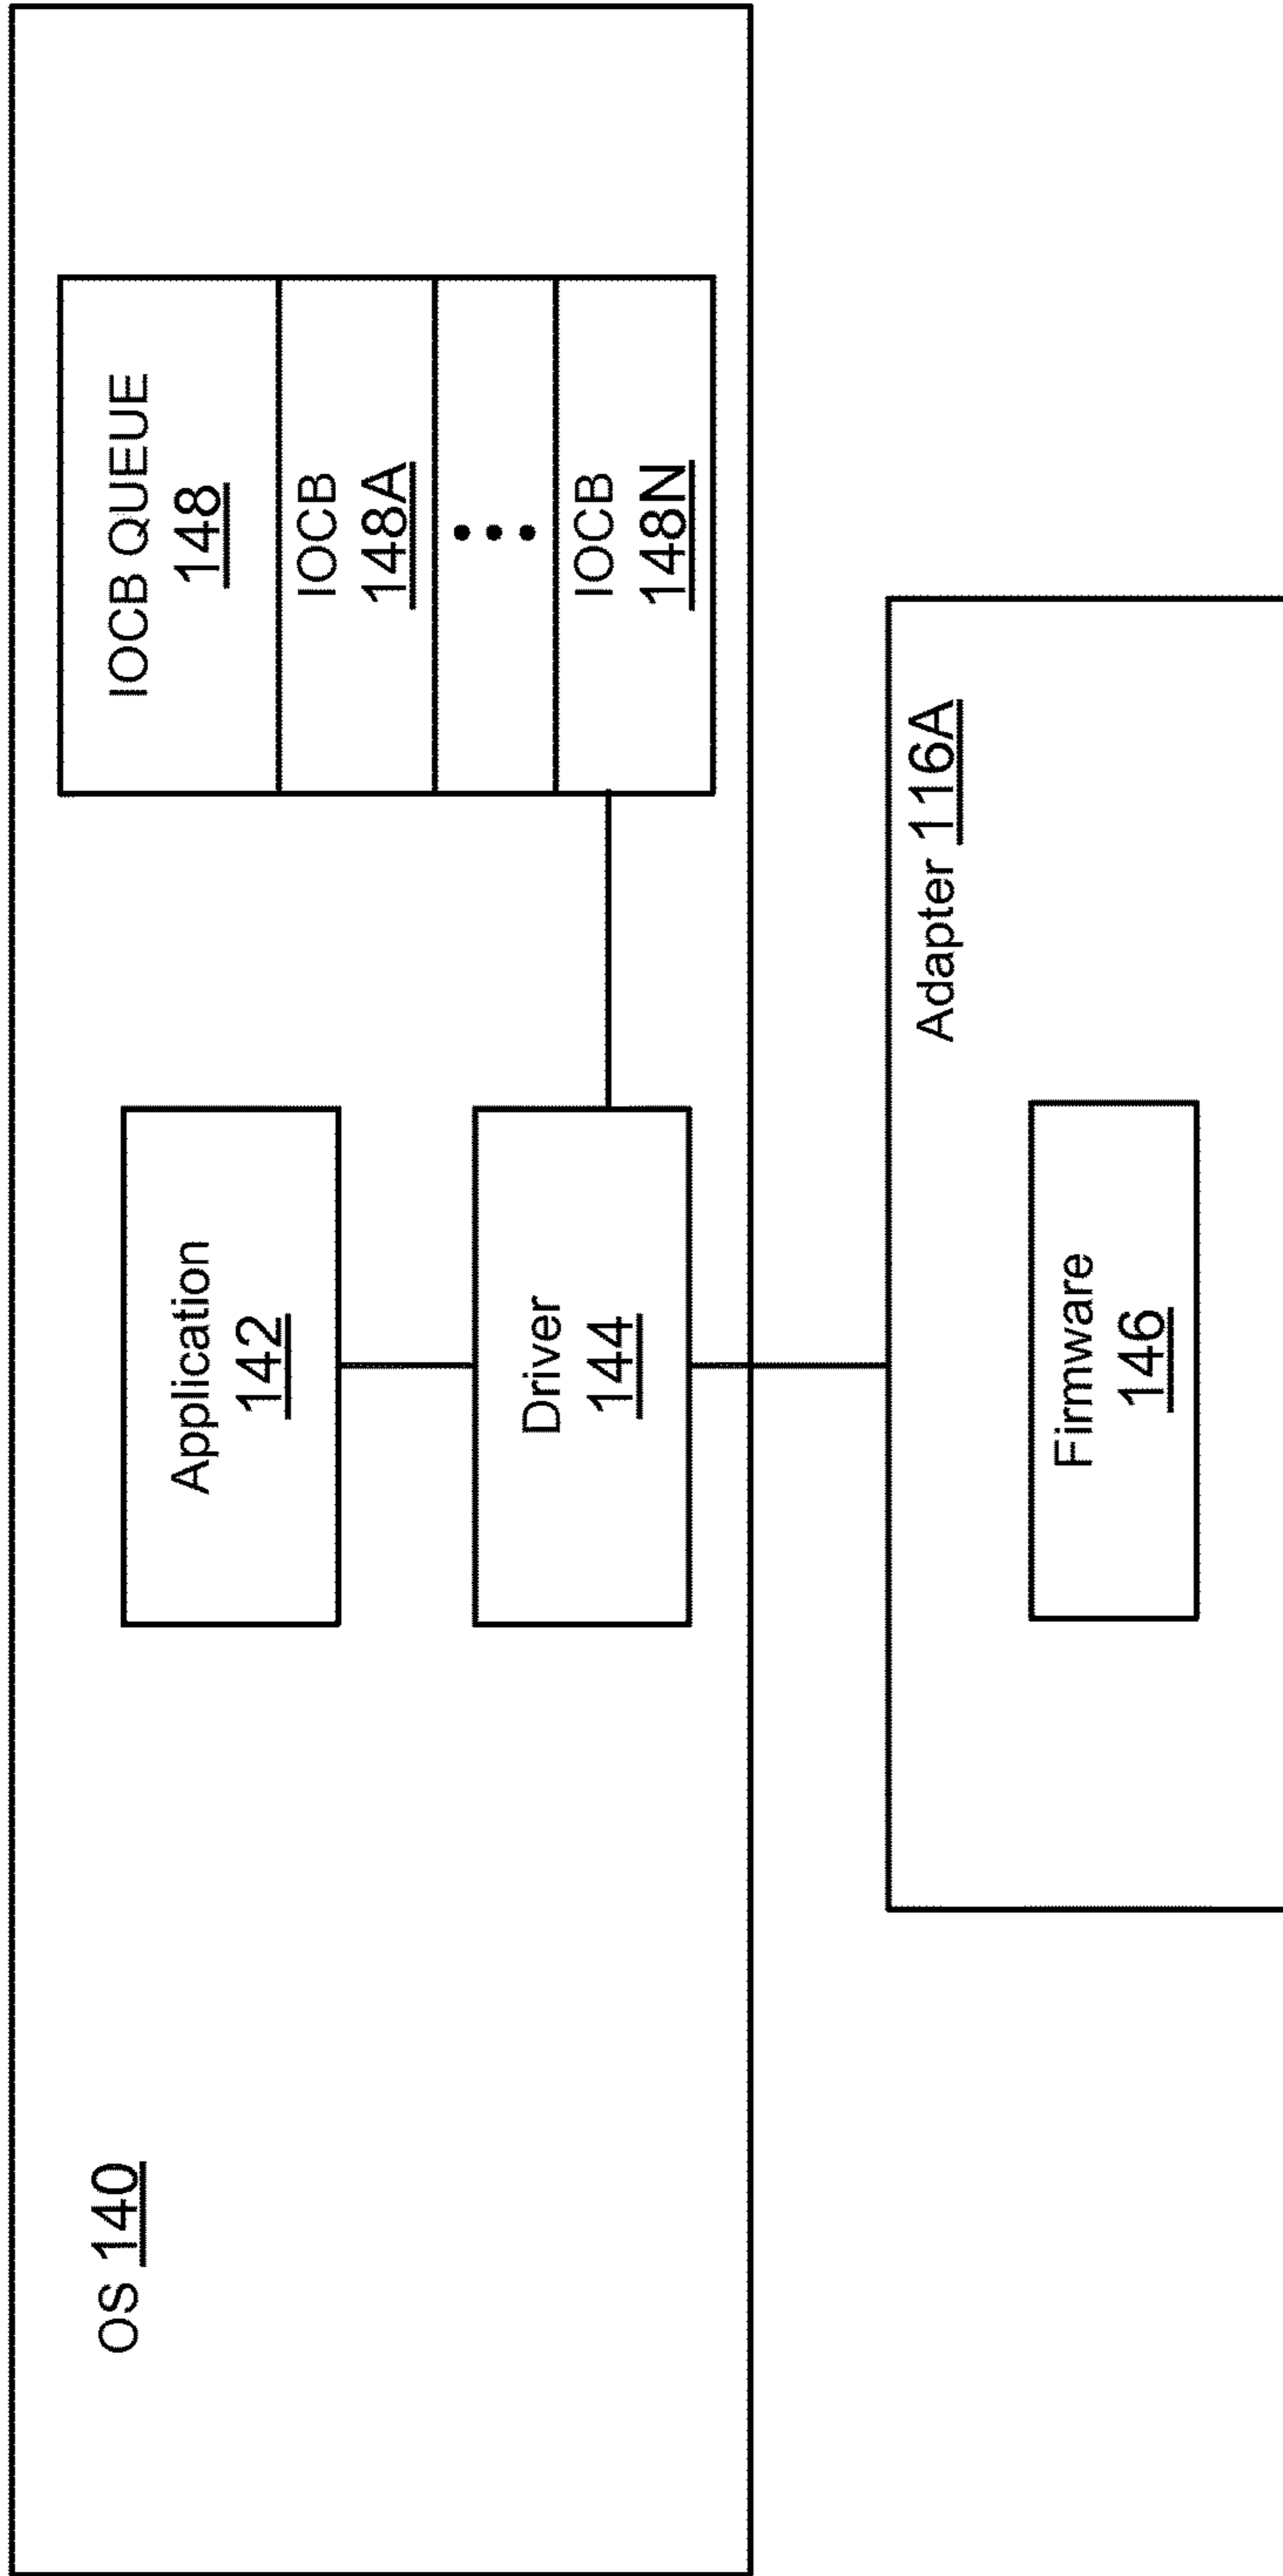 OS 140
Application
142
Driver
144
IOCB QUEUE
148
IOCB
148A
IOCB
148N
Adapter 116A
Firmware
146